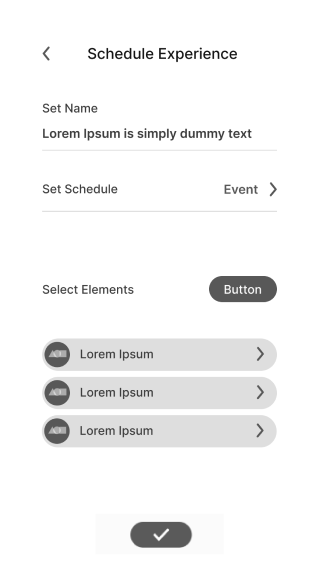 Schedule Experience
Set Name
Lorem Ipsum is simply dummy text
Set Schedule Event
Select Elements Button
Lorem Ipsum
Lorem Ipsum
Lorem Ipsum